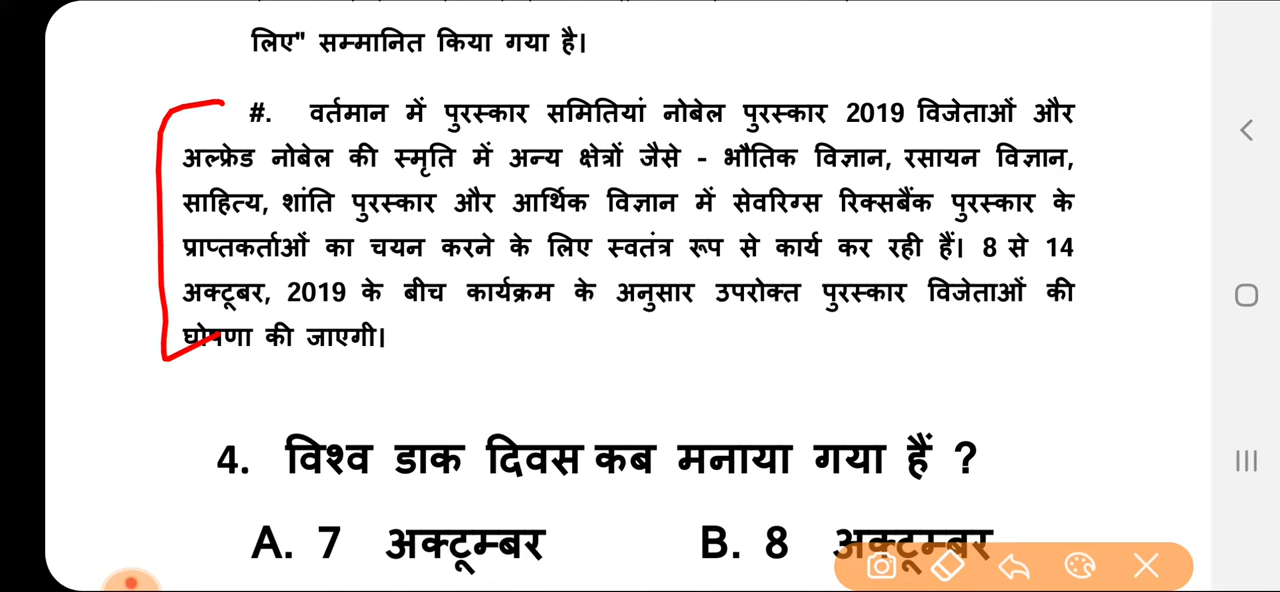 लिए" सम्मानित किया गया है।
#. वर्तमान में पुरस्कार समितियां नोबेल पुरस्कार 2019 विजेताओं और
अल्फ्रेड नोबेल की स्मृति में अन्य क्षेत्रों जैसे - भौतिक विज्ञान, रसायन विज्ञान,
साहित्य, शांति पुरस्कार और आर्थिक विज्ञान में सेवरिग्स रिक्सबैंक पुरस्कार के
प्राप्तकर्ताओं का चयन करने के लिए स्वतंत्र रूप से कार्य कर रही हैं। 8 से 14
अक्टूबर, 2019 के बीच कार्यक्रम के अनुसार उपरोक्त पुरस्कार विजेताओं की
घोषणा की जाएगी।
4. विश्व डाक दिवस कब मनाया गया हैं ?
A. 7 अक्टूम्बर B. 8 अक्टूम्बर